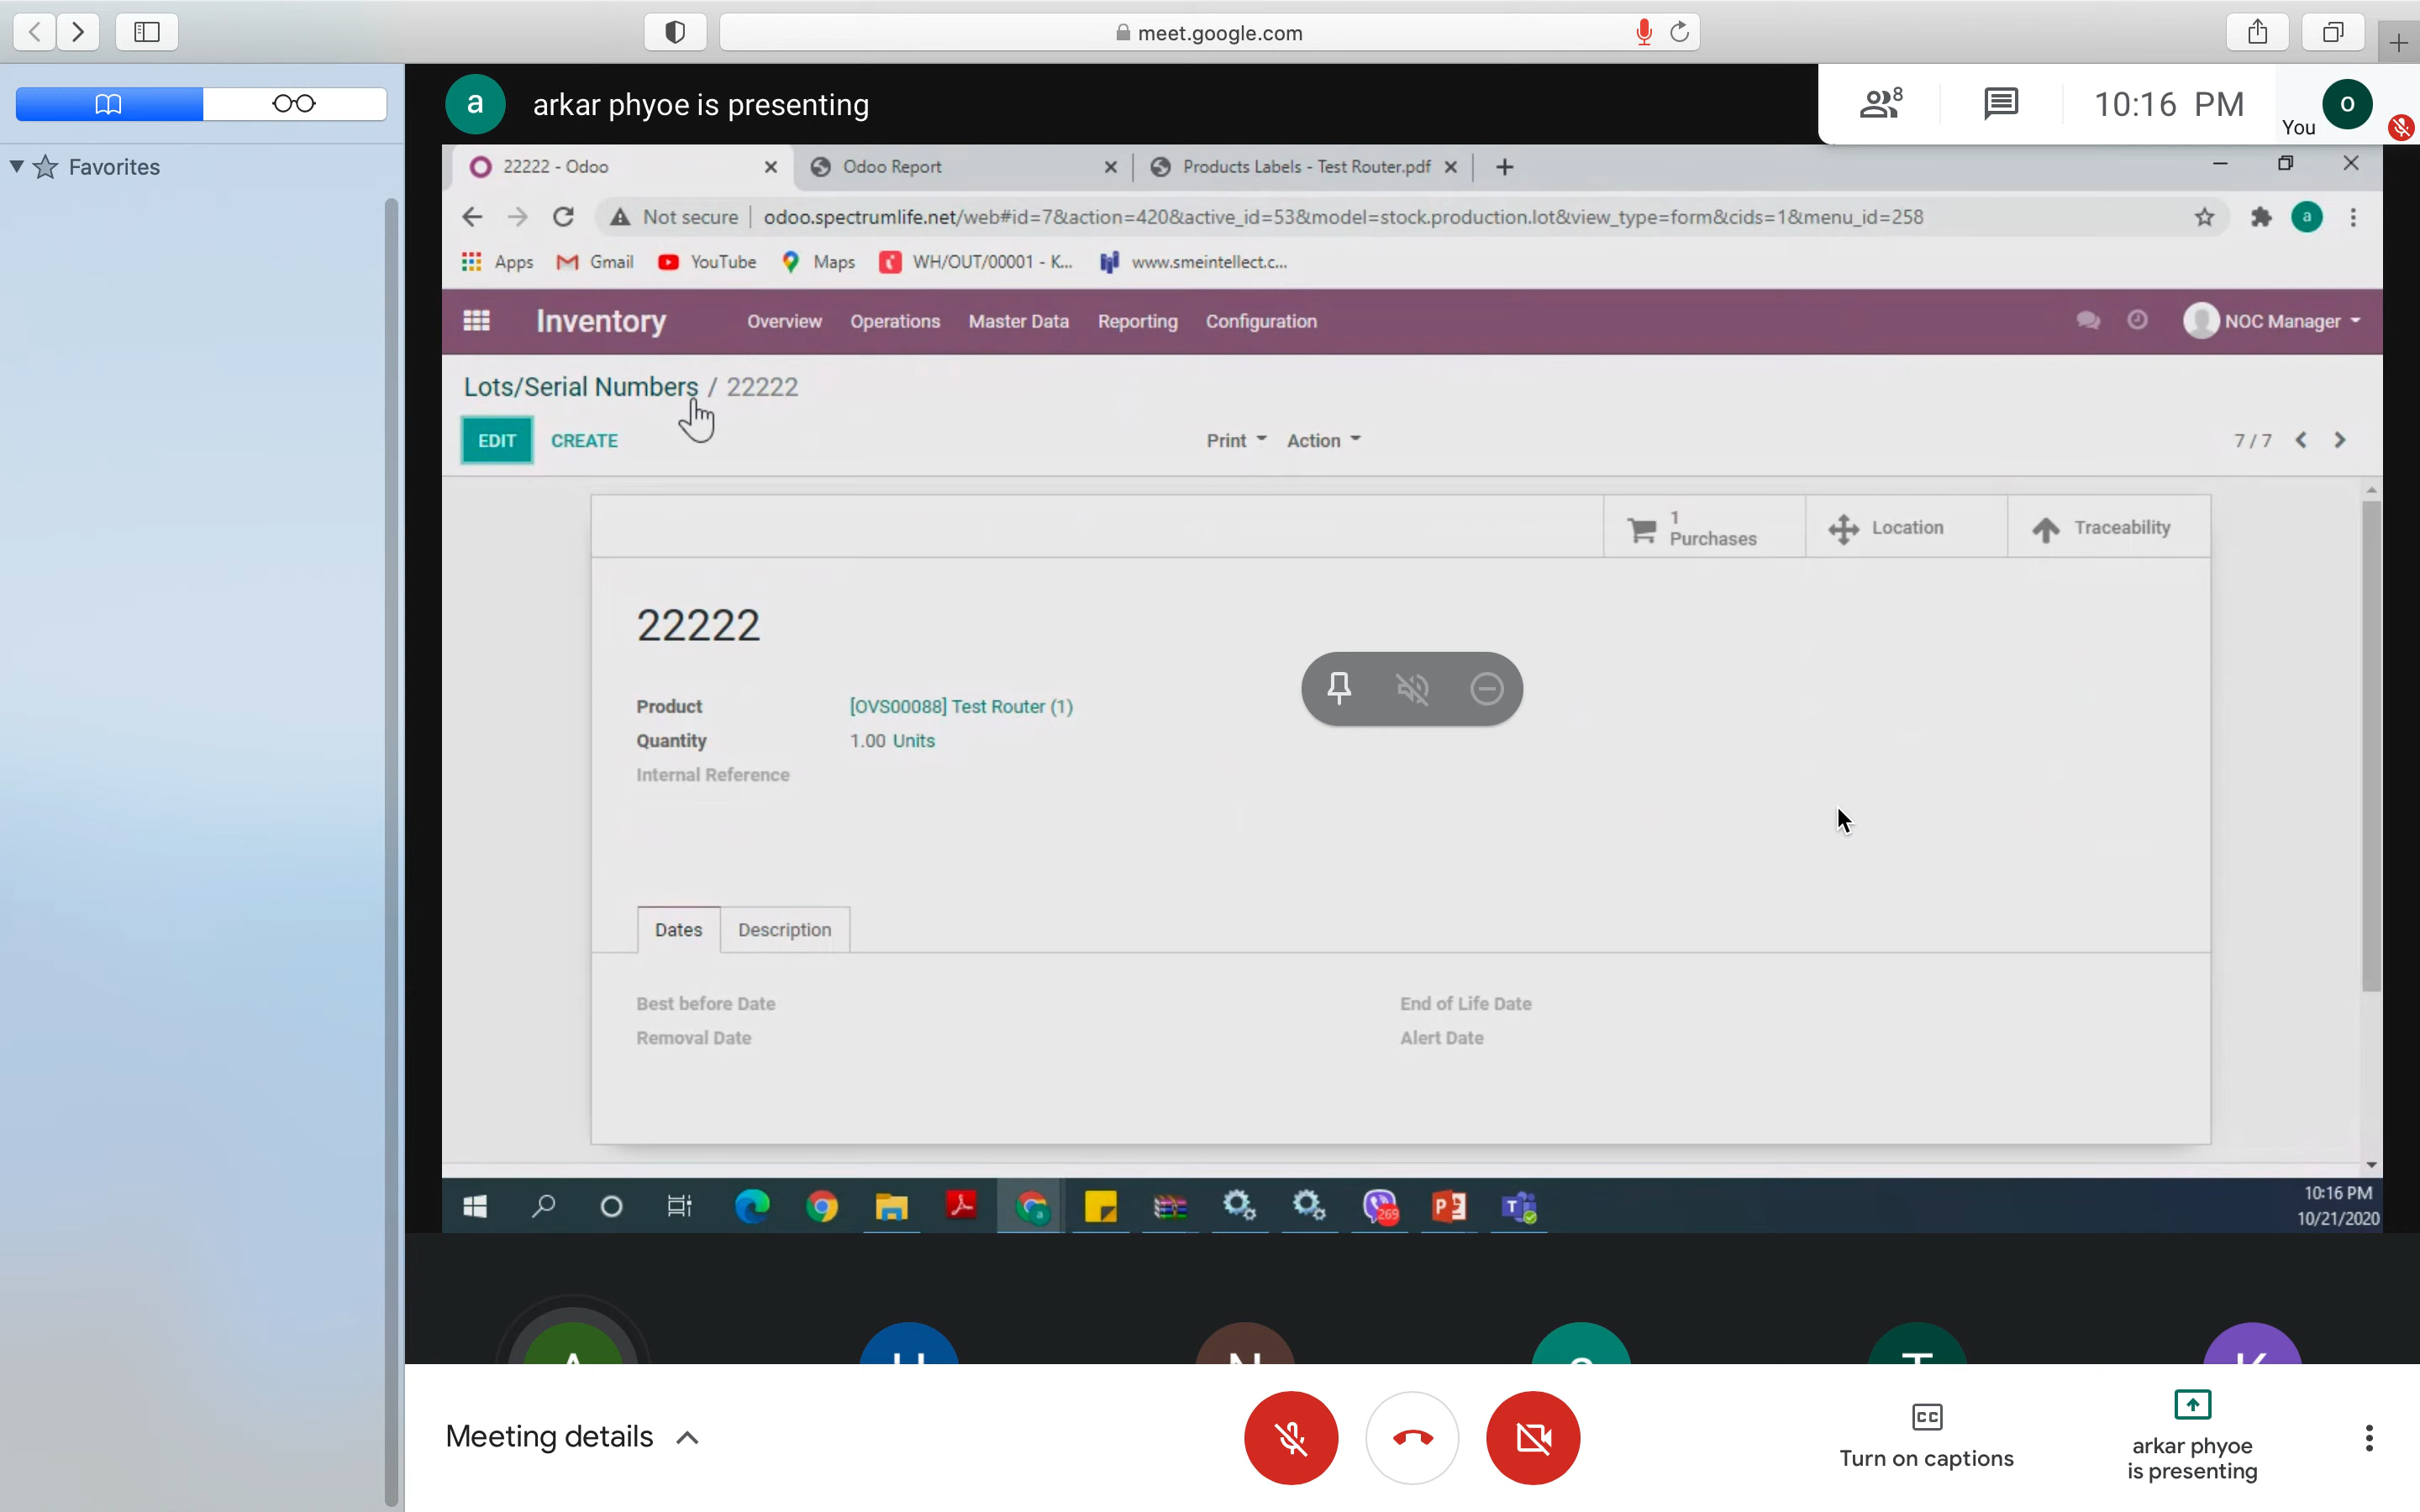 meet.google.com
Favorites
a
arkar phyoe is presenting
8
10:16 PM
You
o
22222 - Odoo
Odoo Report
Products Labels - Test Router.pdf
Not secure
odoo.spectrumlife.net/web#id=7&action=420&active_id=53&model=stock.production.lot&view_type=form&cids=1&menu_id=258
a
Apps
Gmail
YouTube
Maps
WH/OUT/00001 - K...
www.smeintellect.c...
Inventory
Overview
Operations
Master Data
Reporting
Configuration
NOC Manager
Lots/Serial Numbers / 22222
EDIT
CREATE
Print
Action
7 / 7
1
Purchases
Location
Traceability
22222
Product
[OVS00088] Test Router (1)
Quantity
1.00 Units
Internal Reference
Dates
Description
Best before Date
End of Life Date
Removal Date
Alert Date
269
10:16 PM
10/21/2020
Meeting details
CC
Turn on captions
arkar phyoe
is presenting